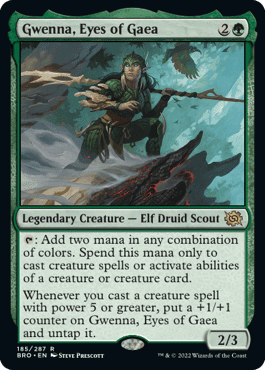 Gwenna, Eyes of Gaea 2
Legendary Creature — Elf Druid Scout
: Add two mana in any combination
of colors. Spend this mana only to
cast creature spells or activate abilities
of a creature or creature card.
Whenever you cast a creature spell
with power 5 or greater, put a +1/+1
counter on Gwenna, Eyes of Gaea
and untap it.
2/3
185/287 R
BRO • EN STEVE PRESCOTT
™ & © 2022 Wizards of the Coast